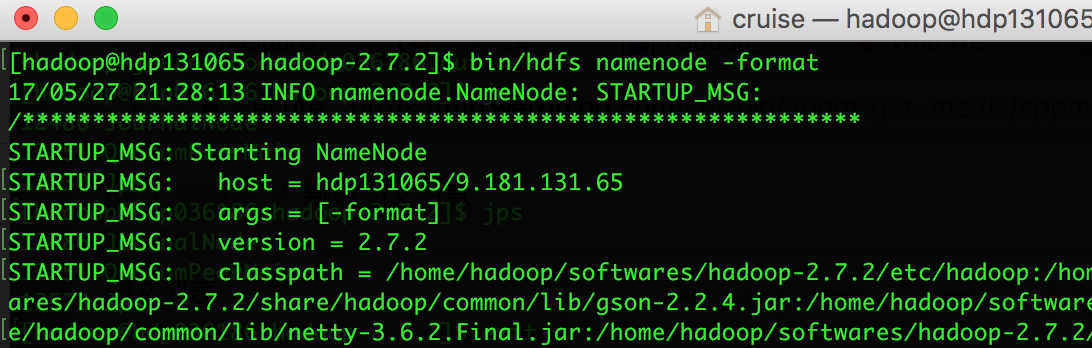 cruise — hadoop@hdp131065
[hadoop@hdp131065 hadoop-2.7.2]$ bin/hdfs namenode -format
17/05/27 21:28:13 INFO namenode.NameNode: STARTUP_MSG:
/************************************************************
STARTUP_MSG: Starting NameNode
STARTUP_MSG:   host = hdp131065/9.181.131.65
STARTUP_MSG:   args = [-format]
STARTUP_MSG:   version = 2.7.2
STARTUP_MSG:   classpath = /home/hadoop/softwares/hadoop-2.7.2/etc/hadoop:/hom
ares/hadoop-2.7.2/share/hadoop/common/lib/gson-2.2.4.jar:/home/hadoop/software
e/hadoop/common/lib/netty-3.6.2.Final.jar:/home/hadoop/softwares/hadoop-2.7.2/